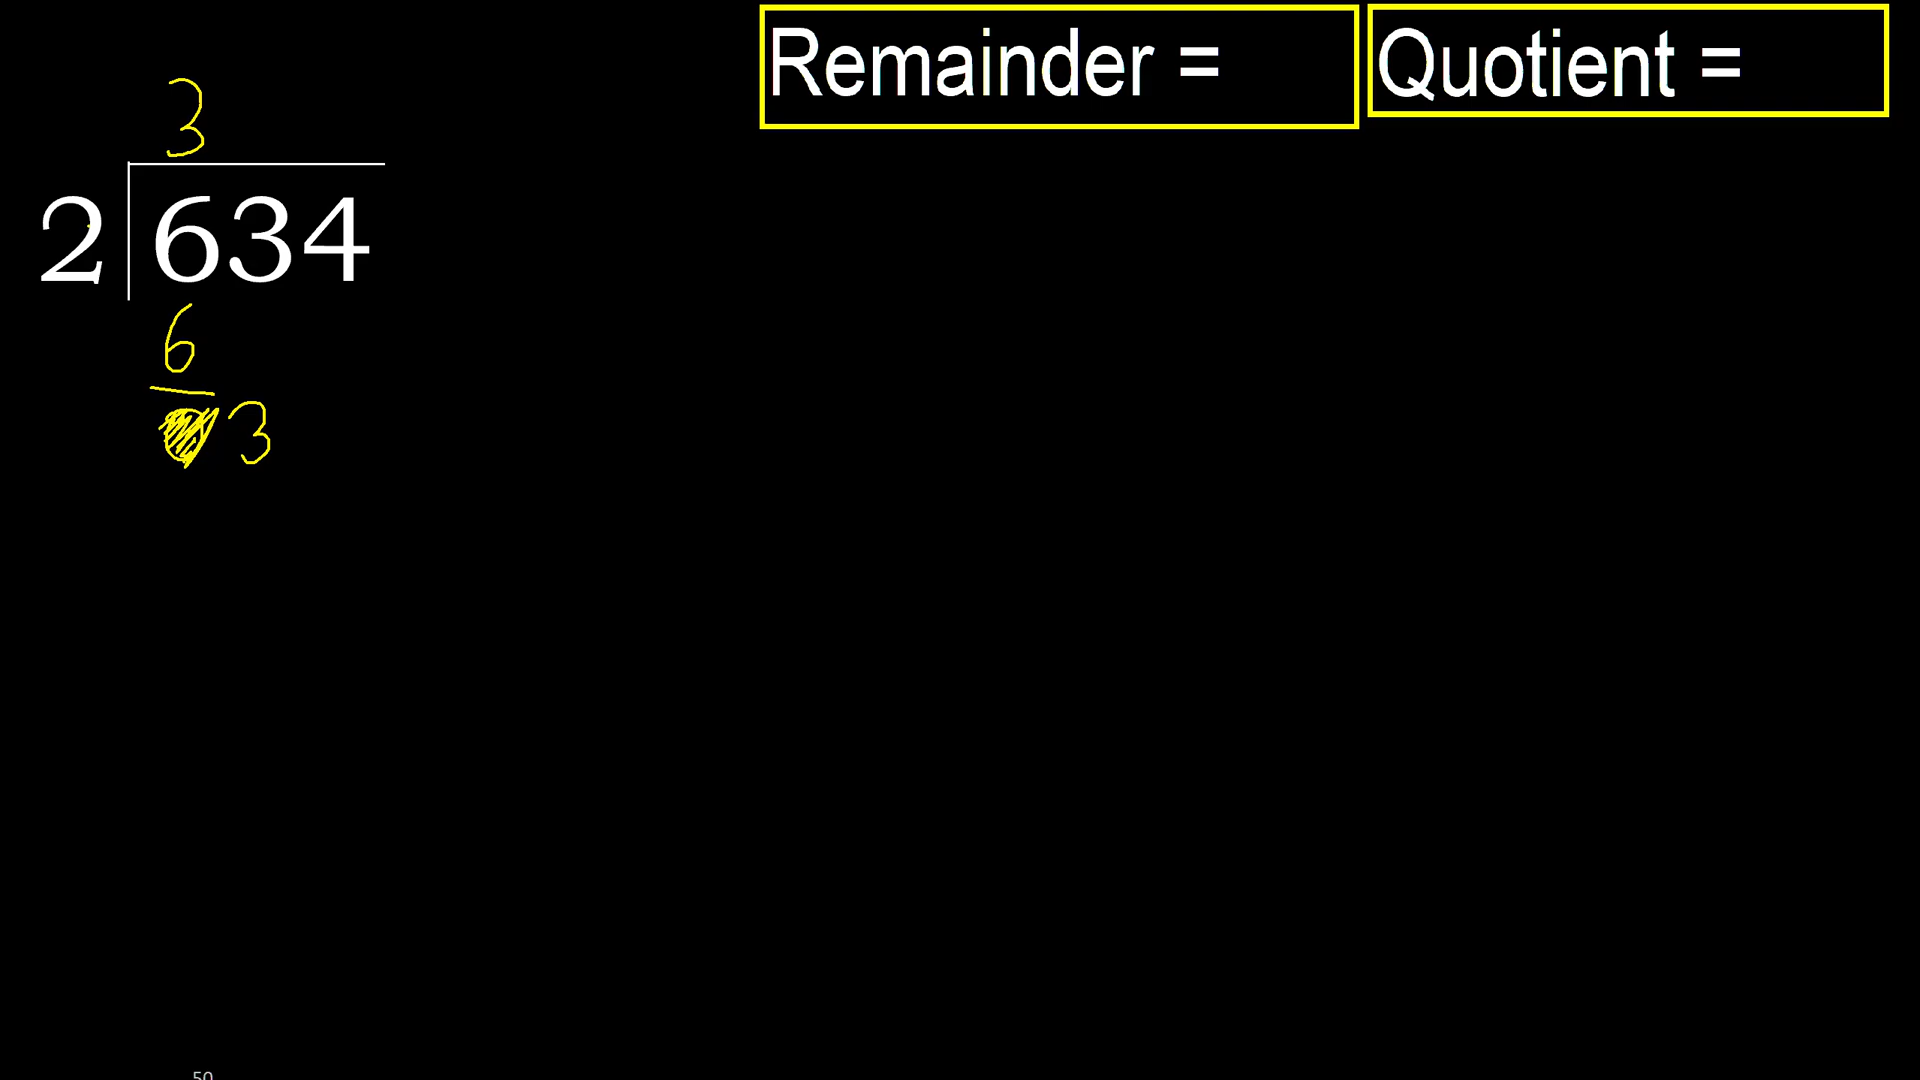 Remainder =
Quotient =
3
2 634
6
3
50